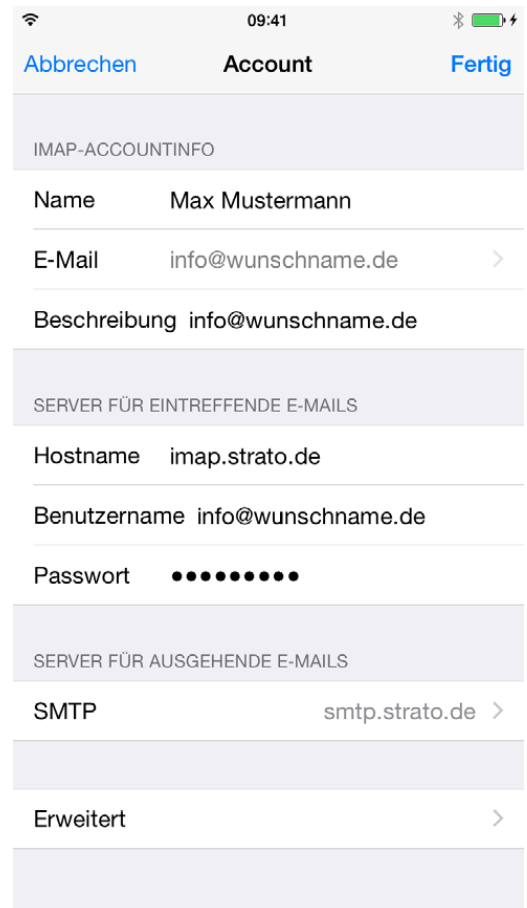 09:41
Abbrechen Account Fertig
IMAP-ACCOUNTINFO
Name Max Mustermann
E-Mail info@wunschname.de
Beschreibung info@wunschname.de
SERVER FÜR EINTREFFENDE E-MAILS
Hostname imap.strato.de
Benutzername info@wunschname.de
Passwort •••••••••
SERVER FÜR AUSGEHENDE E-MAILS
SMTP smtp.strato.de
Erweitert